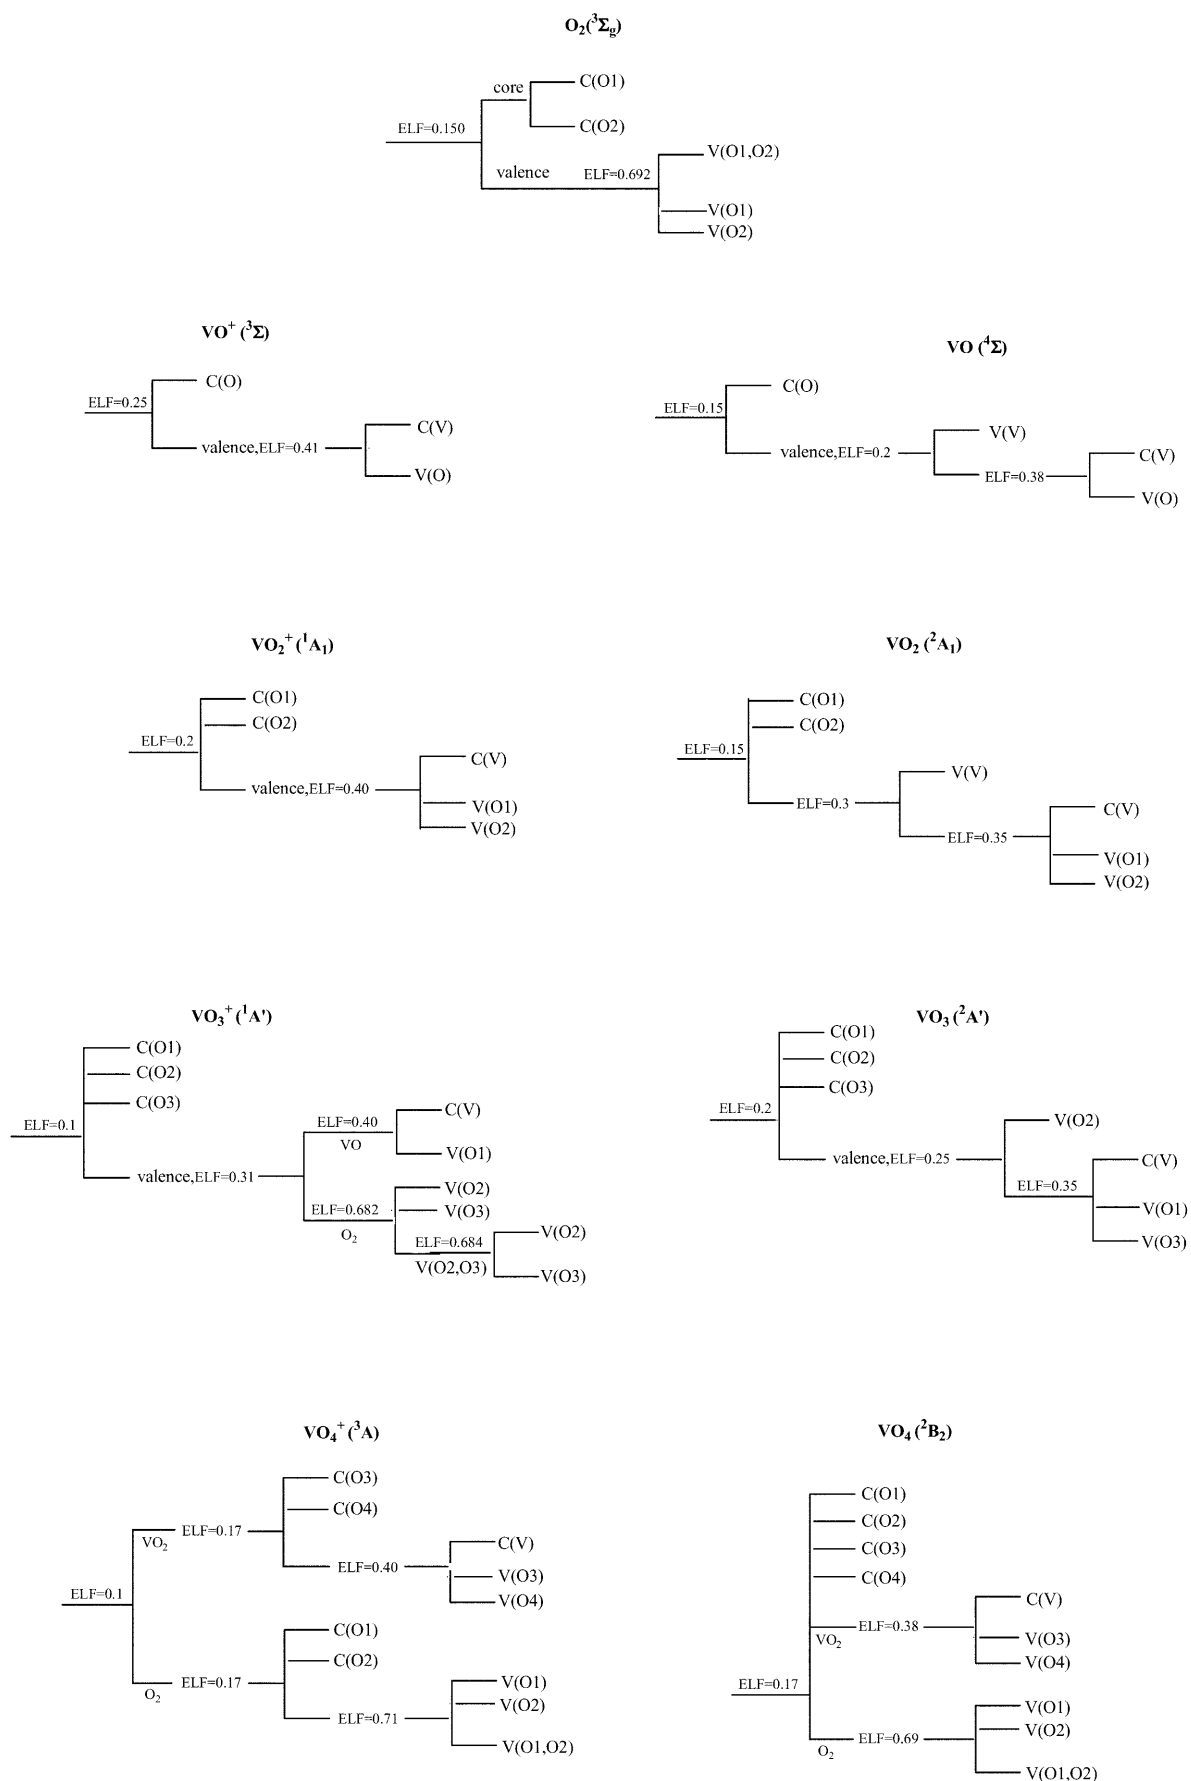 O₂(³Σg)
core
C(O1)
C(O2)
ELF=0.150
valence
ELF=0.692
V(O1,O2)
V(O1)
V(O2)
VO⁺ (³Σ)
C(O)
ELF=0.25
valence,ELF=0.41
C(V)
V(O)
VO (⁴Σ)
C(O)
ELF=0.15
valence,ELF=0.2
V(V)
ELF=0.38
C(V)
V(O)
VO₂⁺ (¹A₁)
C(O1)
C(O2)
ELF=0.2
valence,ELF=0.40
C(V)
V(O1)
V(O2)
VO₂ (²A₁)
C(O1)
C(O2)
ELF=0.15
ELF=0.3
V(V)
ELF=0.35
C(V)
V(O1)
V(O2)
VO₃⁺ (¹A')
C(O1)
C(O2)
C(O3)
ELF=0.1
valence,ELF=0.31
ELF=0.40
VO
C(V)
V(O1)
ELF=0.682
O₂
V(O2)
V(O3)
ELF=0.684
V(O2,O3)
V(O2)
V(O3)
VO₃ (²A')
C(O1)
C(O2)
C(O3)
ELF=0.2
valence,ELF=0.25
V(O2)
ELF=0.35
C(V)
V(O1)
V(O3)
VO₄⁺ (³A)
C(O3)
C(O4)
VO₂
ELF=0.17
ELF=0.40
C(V)
V(O3)
V(O4)
ELF=0.1
C(O1)
C(O2)
O₂
ELF=0.17
ELF=0.71
V(O1)
V(O2)
V(O1,O2)
VO₄ (²B₂)
C(O1)
C(O2)
C(O3)
C(O4)
VO₂
ELF=0.38
C(V)
V(O3)
V(O4)
ELF=0.17
O₂
ELF=0.69
V(O1)
V(O2)
V(O1,O2)